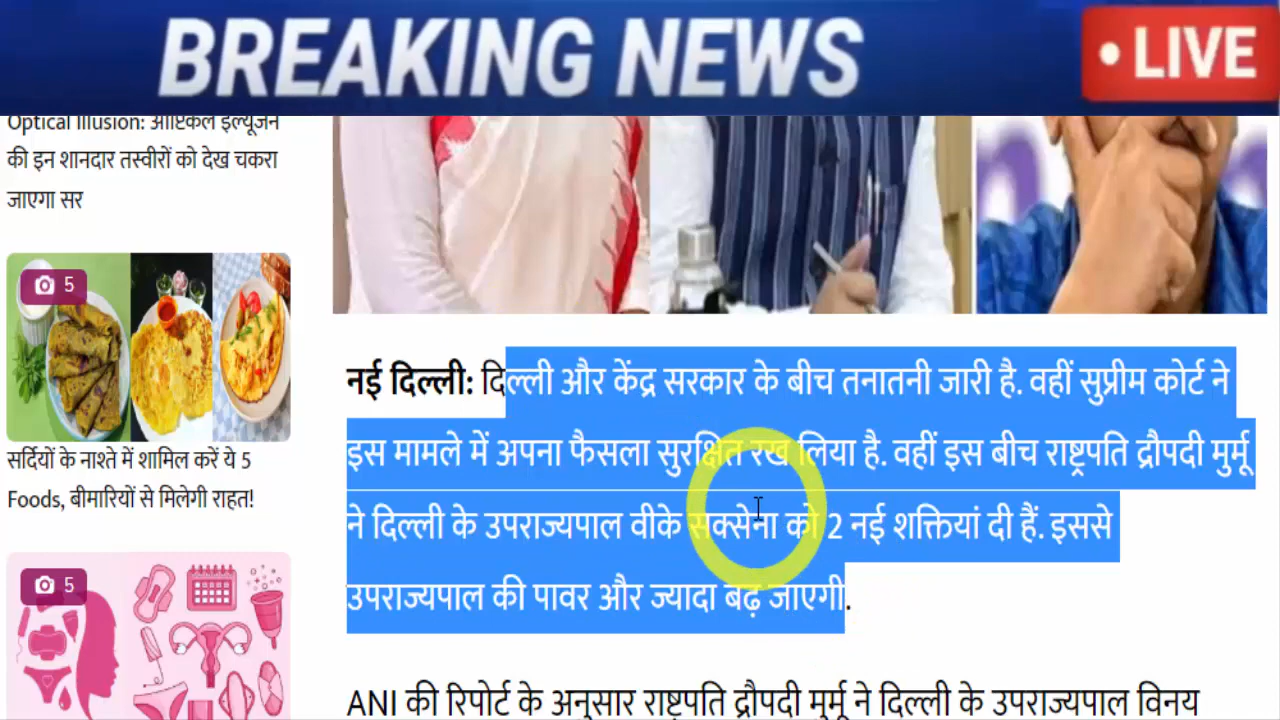 BREAKING NEWS
• LIVE
Optical Illusion: ऑप्टिकल इल्यूजन
की इन शानदार तस्वीरों को देख चकरा
जाएगा सर
5
सर्दियों के नाश्ते में शामिल करें ये 5
Foods, बीमारियों से मिलेगी राहत!
5
नई दिल्ली: दिल्ली और केंद्र सरकार के बीच तनातनी जारी है. वहीं सुप्रीम कोर्ट ने
इस मामले में अपना फैसला सुरक्षित रख लिया है. वहीं इस बीच राष्ट्रपति द्रौपदी मुर्मू
ने दिल्ली के उपराज्यपाल वीके सक्सेना को 2 नई शक्तियां दी हैं. इससे
उपराज्यपाल की पावर और ज्यादा बढ़ जाएगी.
ANI की रिपोर्ट के अनुसार राष्ट्रपति द्रौपदी मुर्मू ने दिल्ली के उपराज्यपाल विनय